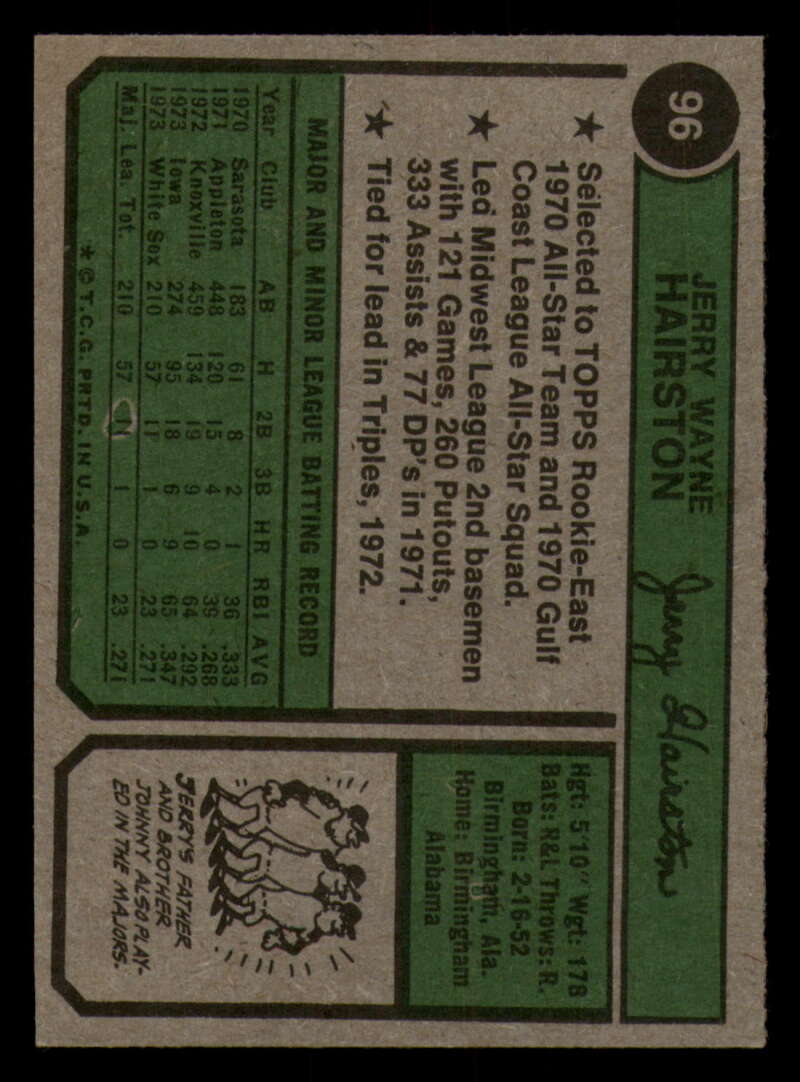 96
JERRY WAYNE
HAIRSTON
Jerry Hairston
★ Selected to TOPPS Rookie-East
1970 All-Star Team and 1970 Gulf
Coast League All-Star Squad.
★ Led Midwest League 2nd basemen
with 121 Games, 260 Putouts,
333 Assists & 77 DP's in 1971.
★ Tied for lead in Triples, 1972.
MAJOR AND MINOR LEAGUE BATTING RECORD
Year Club AB H 2B 3B HR RBI AVG
1970 Sarasota 183 61 8 2 1 36 .333
1971 Appleton 448 120 15 4 0 39 .268
1972 Knoxville 459 134 19 9 10 64 .292
1973 Iowa 274 95 18 6 9 65 .347
1973 White Sox 210 57 11 1 0 23 .271
Maj. Lea. Tot. 210 57 11 1 0 23 .271
* © T.C.G. PRTD. IN U.S.A.
Hgt: 5'10" Wgt: 178
Bats: R&L Throws: R.
Born: 2-16-52
Birmingham, Ala.
Home: Birmingham
Alabama
JERRY'S FATHER
AND BROTHER
JOHNNY ALSO PLAY-
ED IN THE MAJORS.